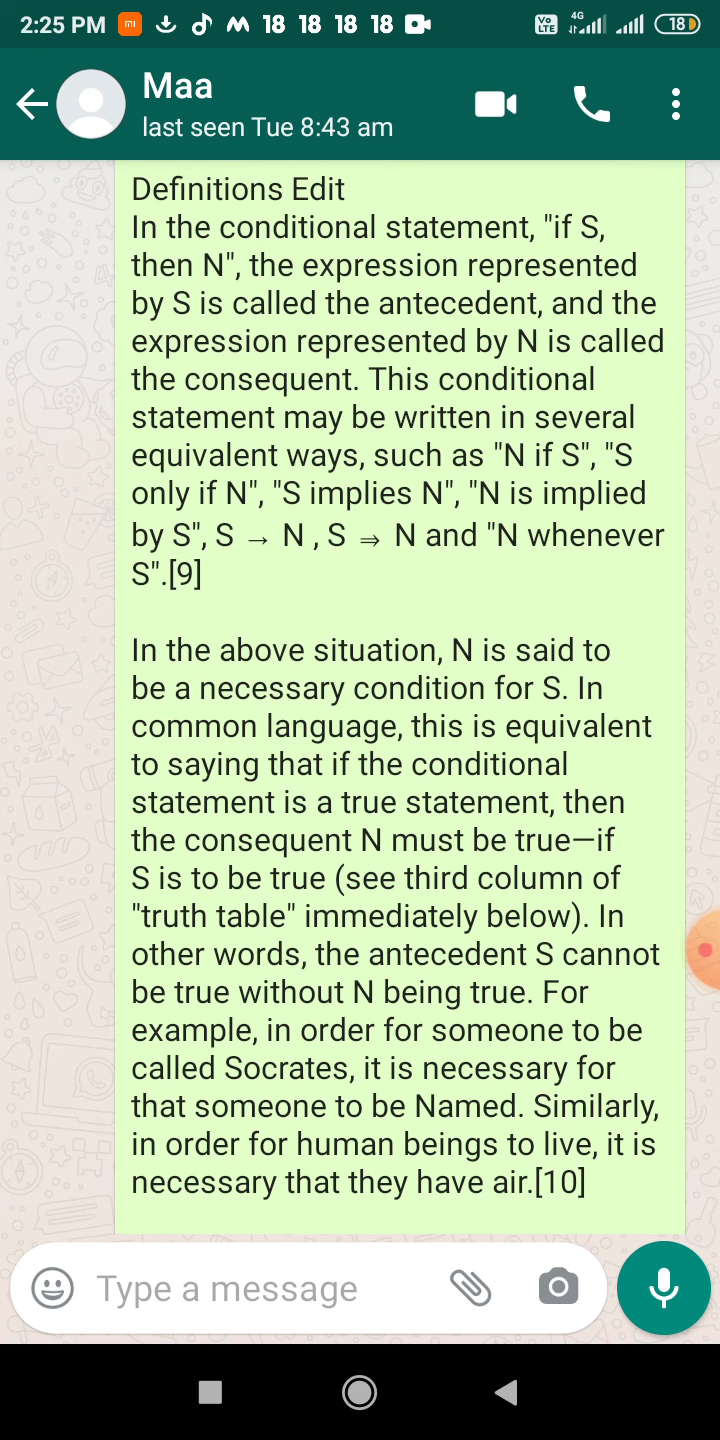 2:25 PM 18 18 18 18 Vo LTE 4G 18
Maa
last seen Tue 8:43 am
Definitions Edit
In the conditional statement, "if S,
then N", the expression represented
by S is called the antecedent, and the
expression represented by N is called
the consequent. This conditional
statement may be written in several
equivalent ways, such as "N if S", "S
only if N", "S implies N", "N is implied
by S", S → N , S ⇒ N and "N whenever
S".[9]
In the above situation, N is said to
be a necessary condition for S. In
common language, this is equivalent
to saying that if the conditional
statement is a true statement, then
the consequent N must be true—if
S is to be true (see third column of
"truth table" immediately below). In
other words, the antecedent S cannot
be true without N being true. For
example, in order for someone to be
called Socrates, it is necessary for
that someone to be Named. Similarly,
in order for human beings to live, it is
necessary that they have air.[10]
Type a message